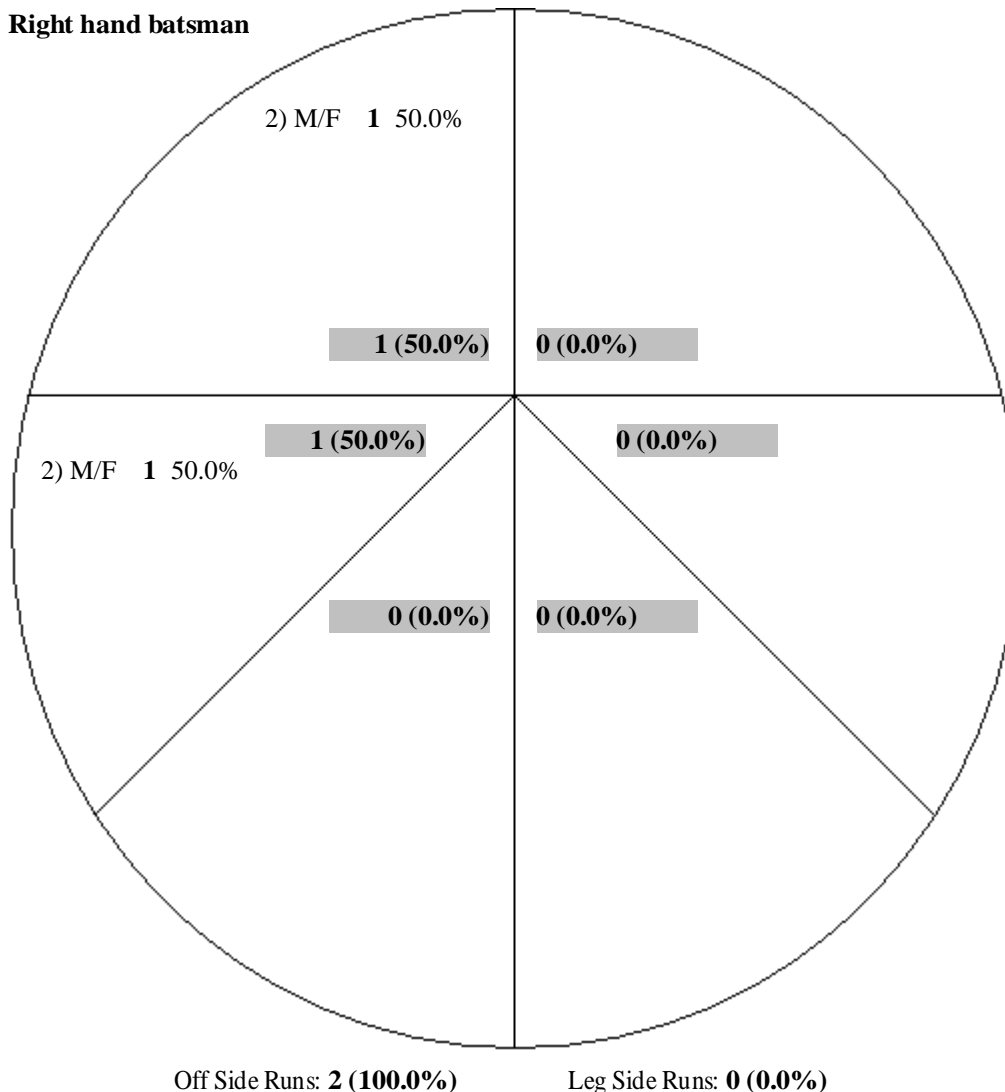 Right hand batsman
2) M/F 1 50.0%
1 (50.0%) 0 (0.0%)
1 (50.0%) 0 (0.0%)
2) M/F 1 50.0%
0 (0.0%) 0 (0.0%)
Off Side Runs: 2 (100.0%) Leg Side Runs: 0 (0.0%)